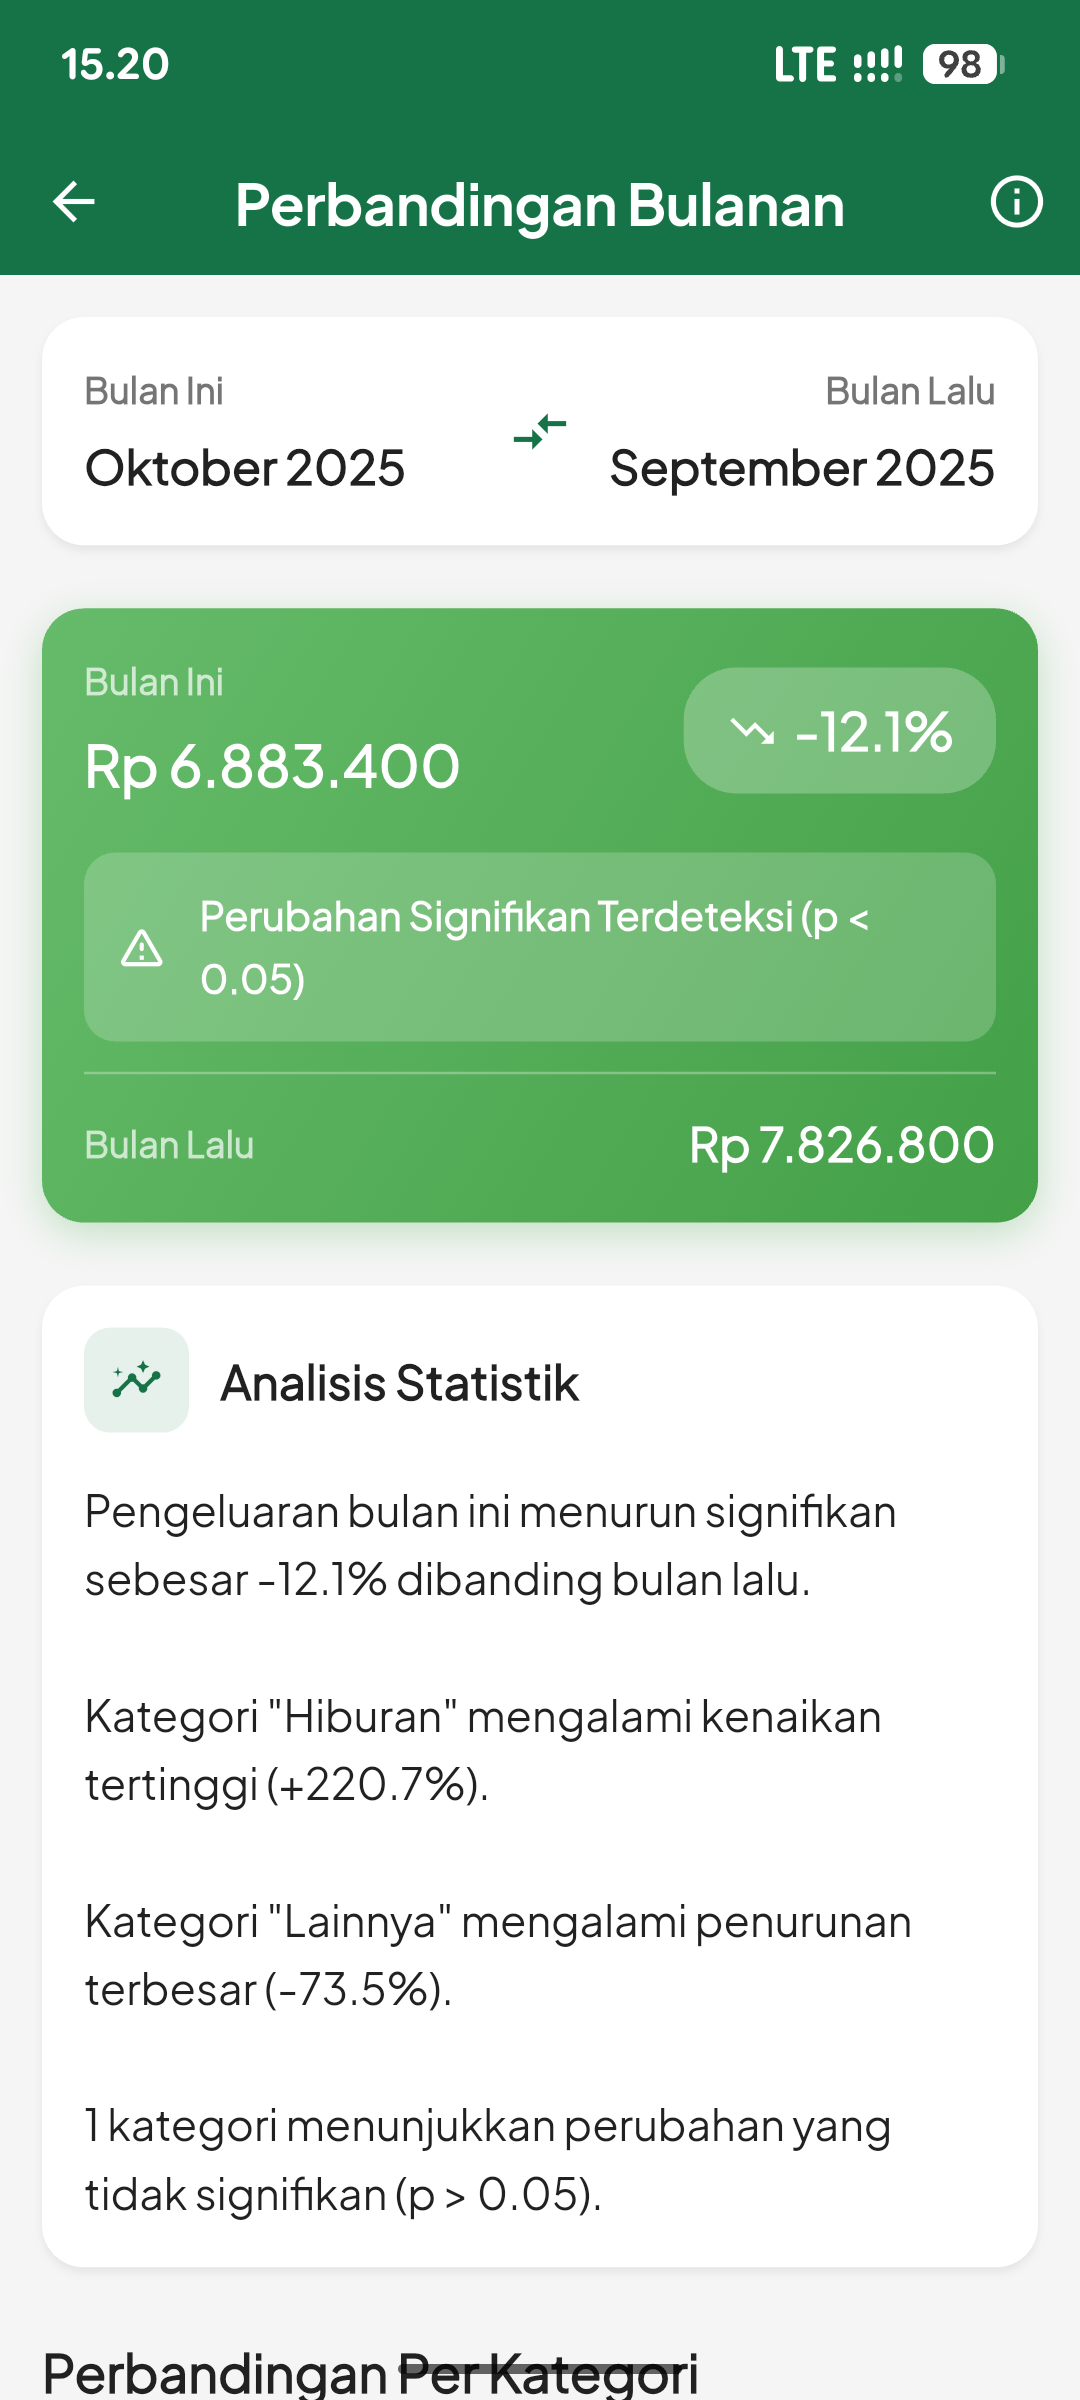 15.20
LTE
98
Perbandingan Bulanan
Bulan Ini
Bulan Lalu
Oktober 2025
September 2025
Bulan Ini
Rp 6.883.400
-12.1%
Perubahan Signifikan Terdeteksi (p <
0.05)
Bulan Lalu
Rp 7.826.800
Analisis Statistik
Pengeluaran bulan ini menurun signifikan
sebesar -12.1% dibanding bulan lalu.
Kategori "Hiburan" mengalami kenaikan
tertinggi (+220.7%).
Kategori "Lainnya" mengalami penurunan
terbesar (-73.5%).
1 kategori menunjukkan perubahan yang
tidak signifikan (p > 0.05).
Perbandingan Per Kategori